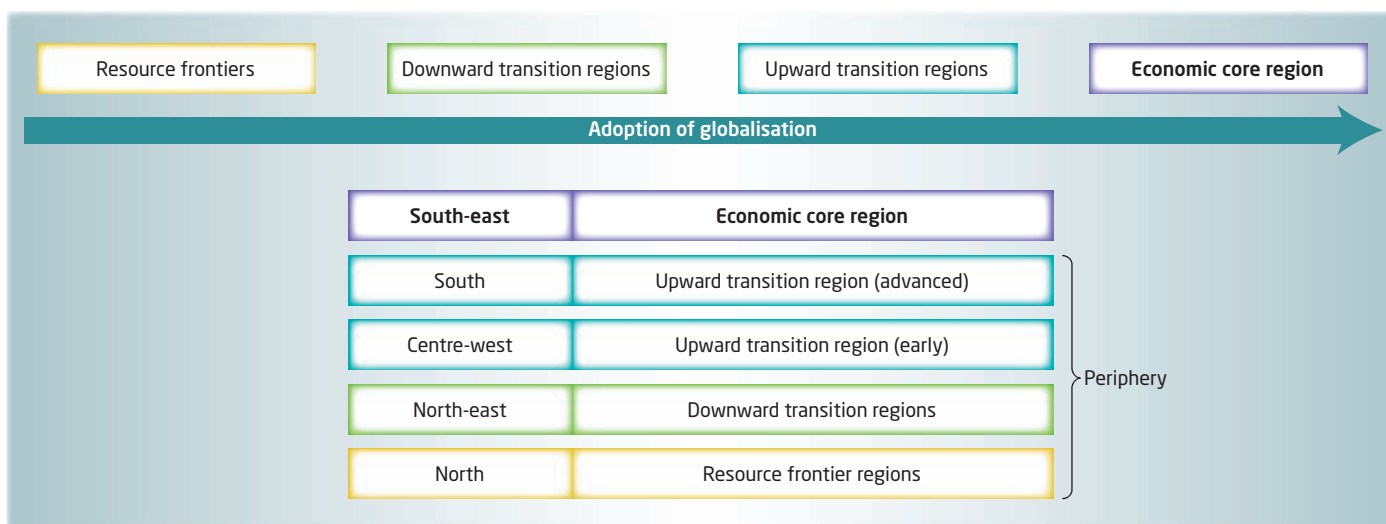 Resource frontiers
Downward transition regions
Upward transition regions
Economic core region
Adoption of globalisation
South-east
Economic core region
South
Upward transition region (advanced)
Centre-west
Upward transition region (early)
Periphery
North-east
Downward transition regions
North
Resource frontier regions